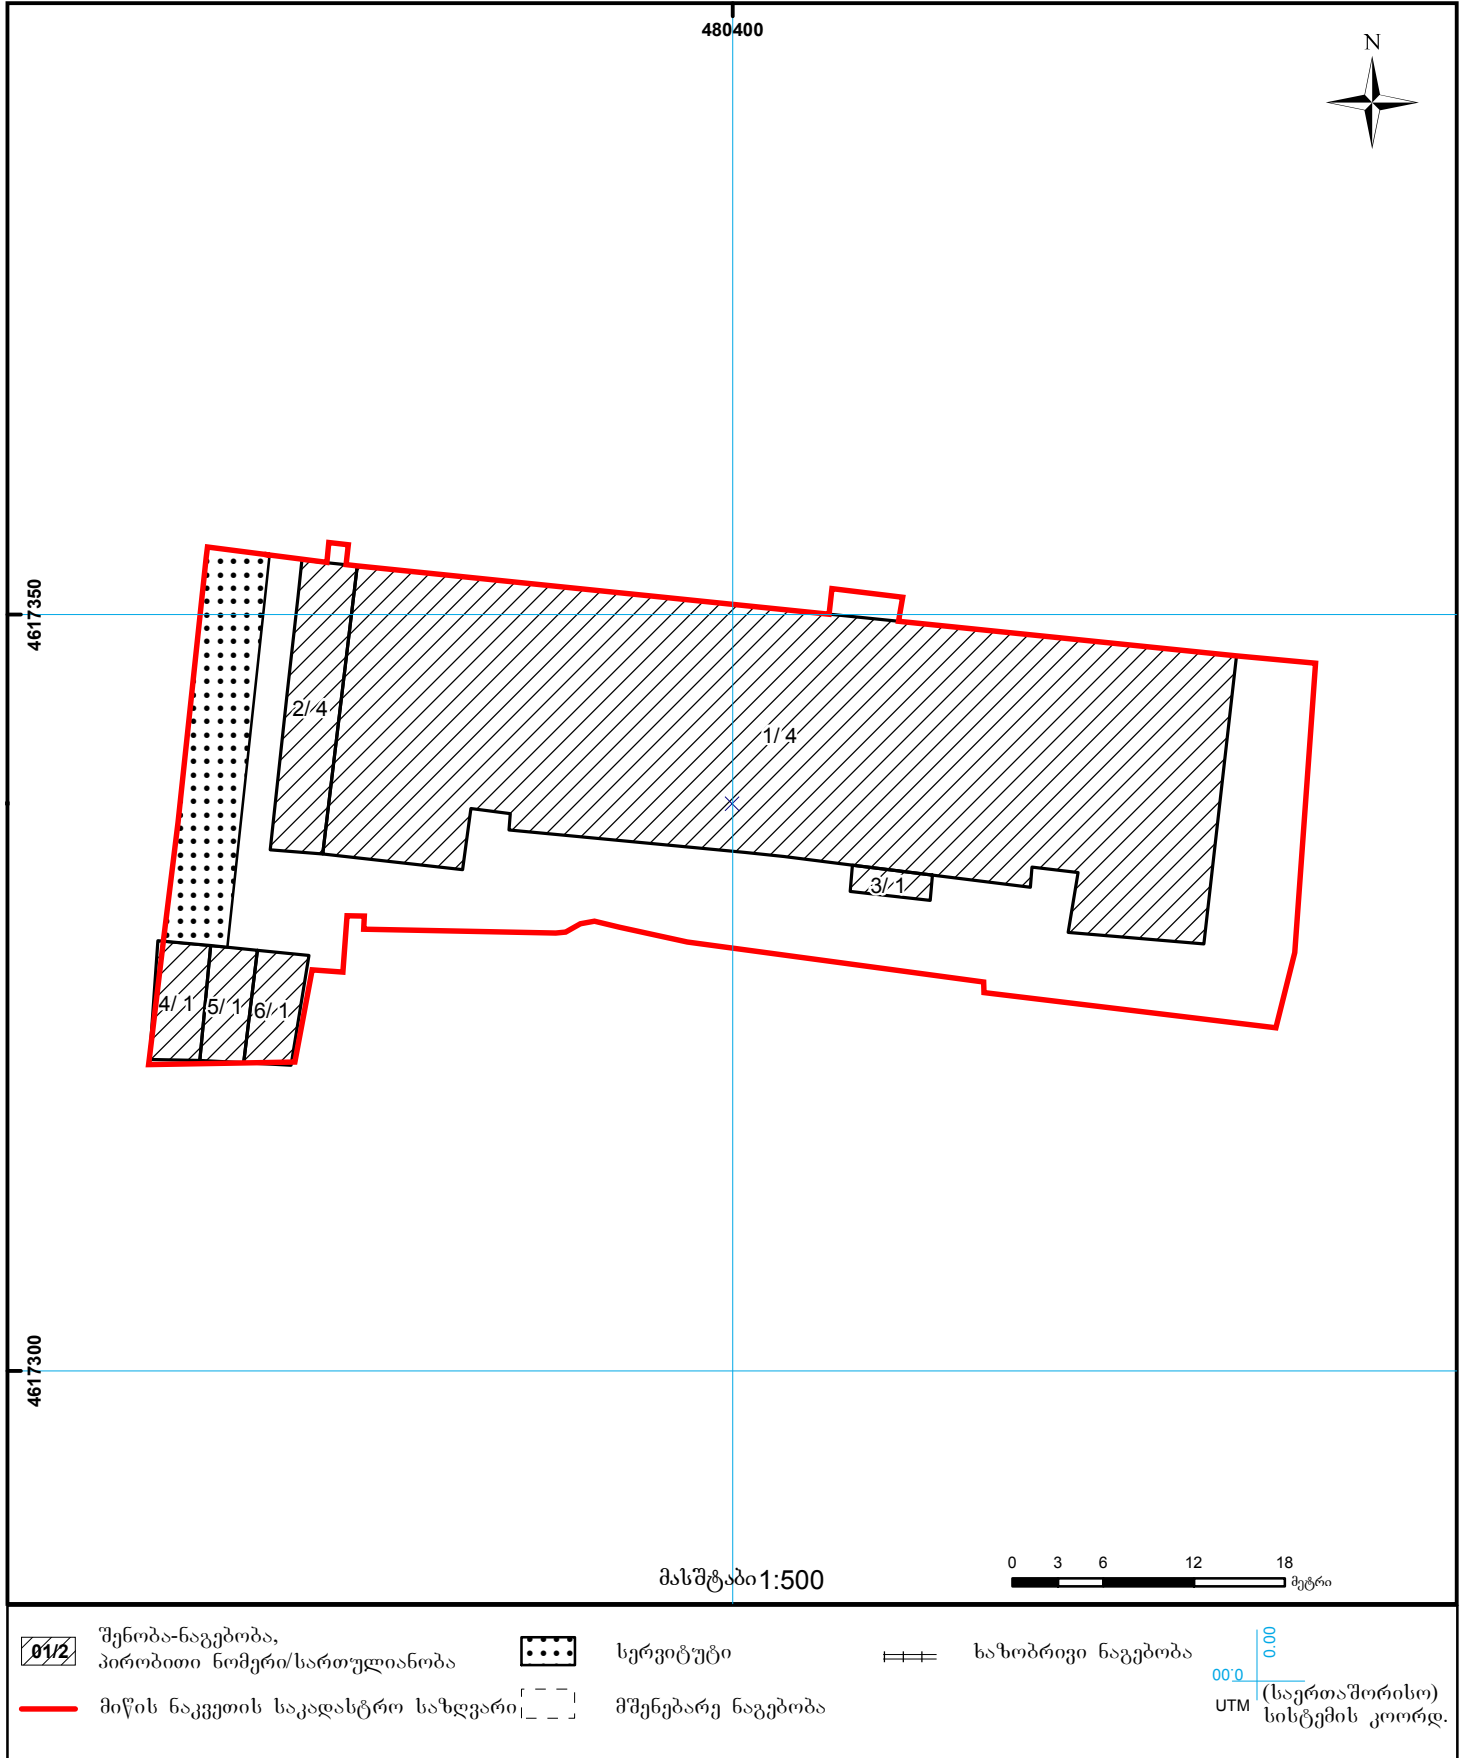 480400
N
4617350
2/4
1/4
3/1
4/1
5/1
6/1
4617300
მასშტაბი 1:500
0 3 6 12 18
მეტრი
01/2
შენობა-ნაგებობა,
პირობითი ნომერი/სართულიანობა
სერვიტუტი
ხაზობრივი ნაგებობა
0.00
0.00
UTM
(საერთაშორისო)
სისტემის კოორდ.
მიწის ნაკვეთის საკადასტრო საზღვარი
მშენებარე ნაგებობა